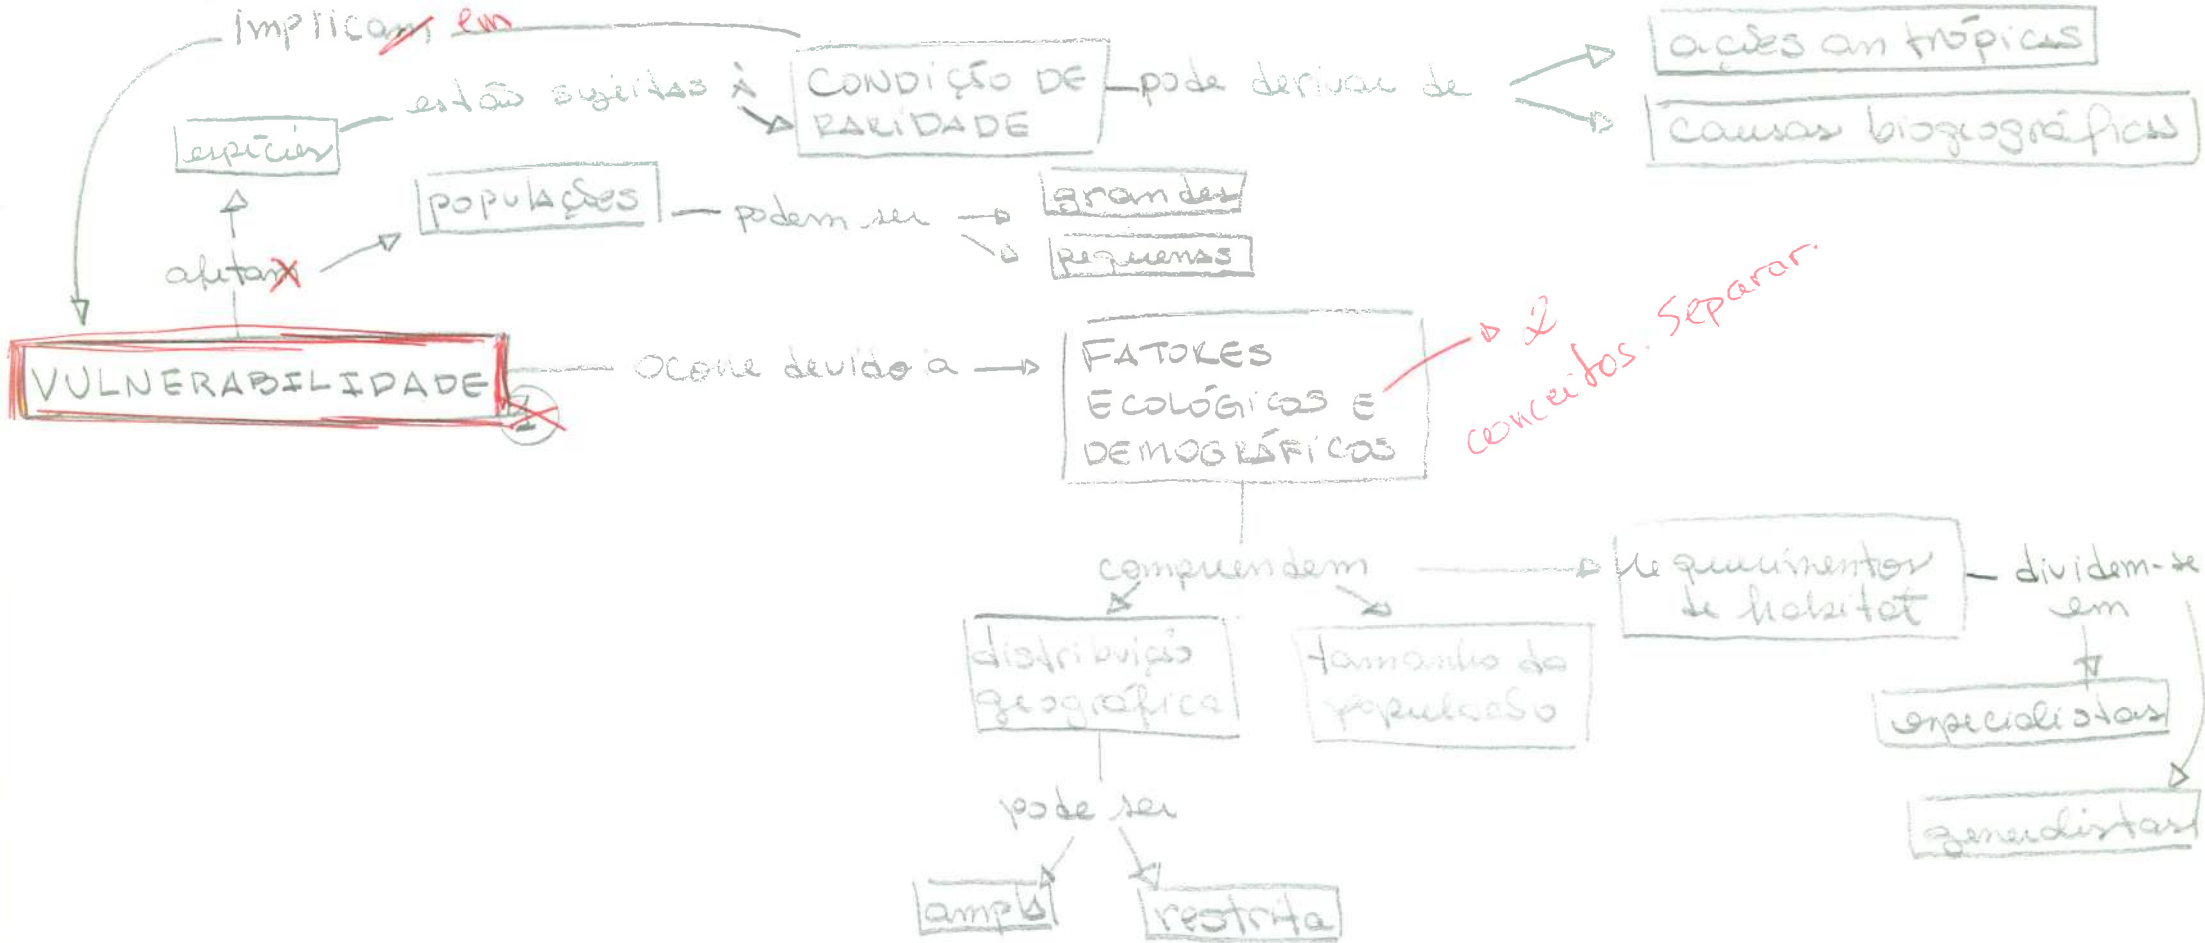 implicam em
estão sujeitas à
CONDIÇÃO DE
RARIDADE
pode derivar de
ações antrópicas
causas biogeográficas
espécies
populações
podem ser
grandes
pequenas
afetam
VULNERABILIDADE
1
ocorre devido a
FATORES
ECOLÓGICOS E
DEMOGRÁFICOS
2
conceitos. Separar.
compreendem
requerimentos
de habitat
dividem-se
em
distribuição
geográfica
tamanho da
população
especialistas
generalistas
pode ser
ampla
restrita